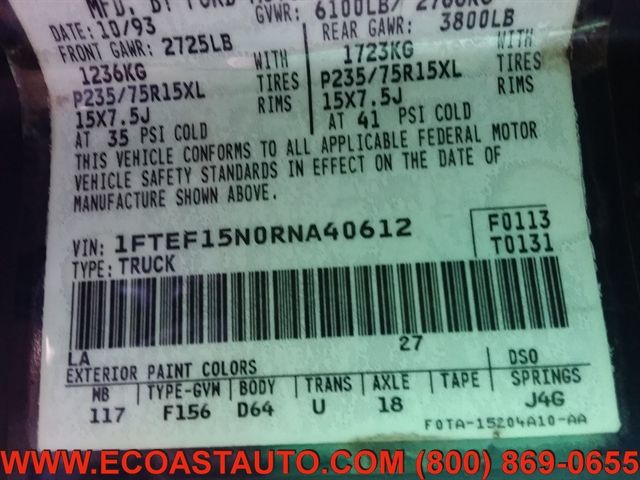 MFD. BY FORD
GVWR: 6100LB/ 2766KG
DATE: 10/93
FRONT GAWR: 2725LB
REAR GAWR: 3800LB
1236KG WITH
1723KG WITH
P235/75R15XL TIRES
P235/75R15XL TIRES
15X7.5J RIMS
15X7.5J RIMS
AT 35 PSI COLD
AT 41 PSI COLD
THIS VEHICLE CONFORMS TO ALL APPLICABLE FEDERAL MOTOR
VEHICLE SAFETY STANDARDS IN EFFECT ON THE DATE OF
MANUFACTURE SHOWN ABOVE.
VIN: 1FTEF15N0RNA40612
F0113
T0131
TYPE: TRUCK
LA 27
EXTERIOR PAINT COLORS DSO
WB TYPE-GVW BODY TRANS AXLE TAPE SPRINGS
117 F156 D64 U 18 J4G
F0TA-15204A10-AA
WWW.ECOASTAUTO.COM (800) 869-0655